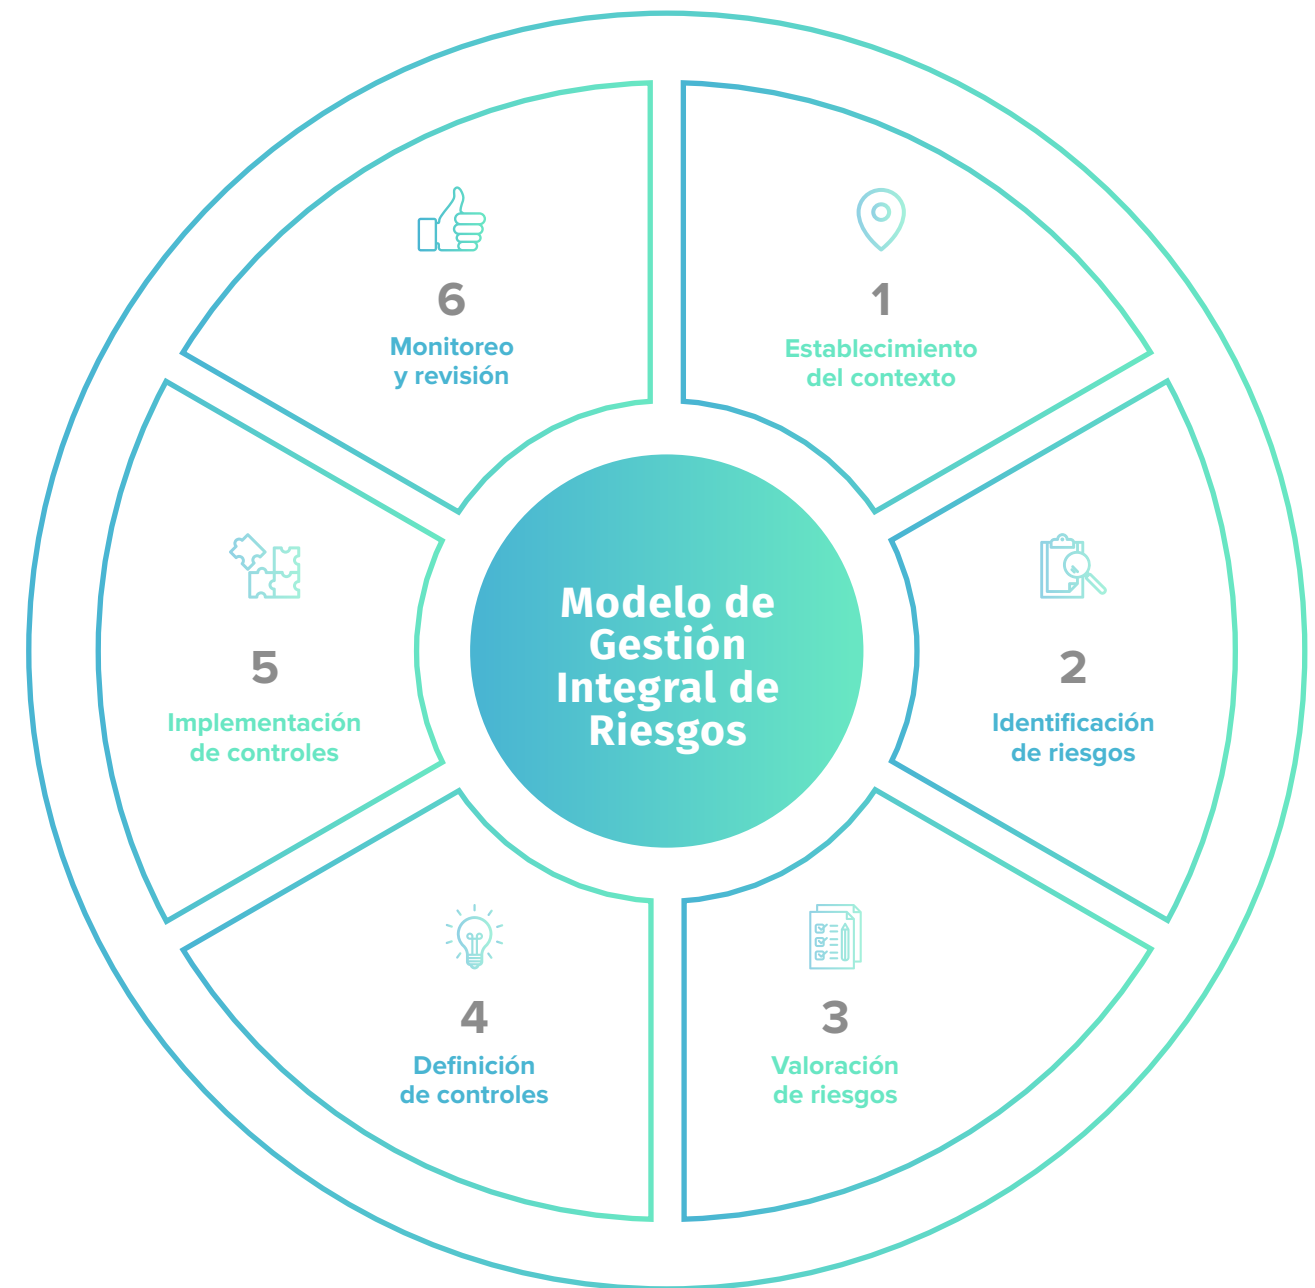 Modelo de
Gestión
Integral de
Riesgos
1
Establecimiento
del contexto
2
Identificación
de riesgos
3
Valoración
de riesgos
4
Definición
de controles
5
Implementación
de controles
6
Monitoreo
y revisión